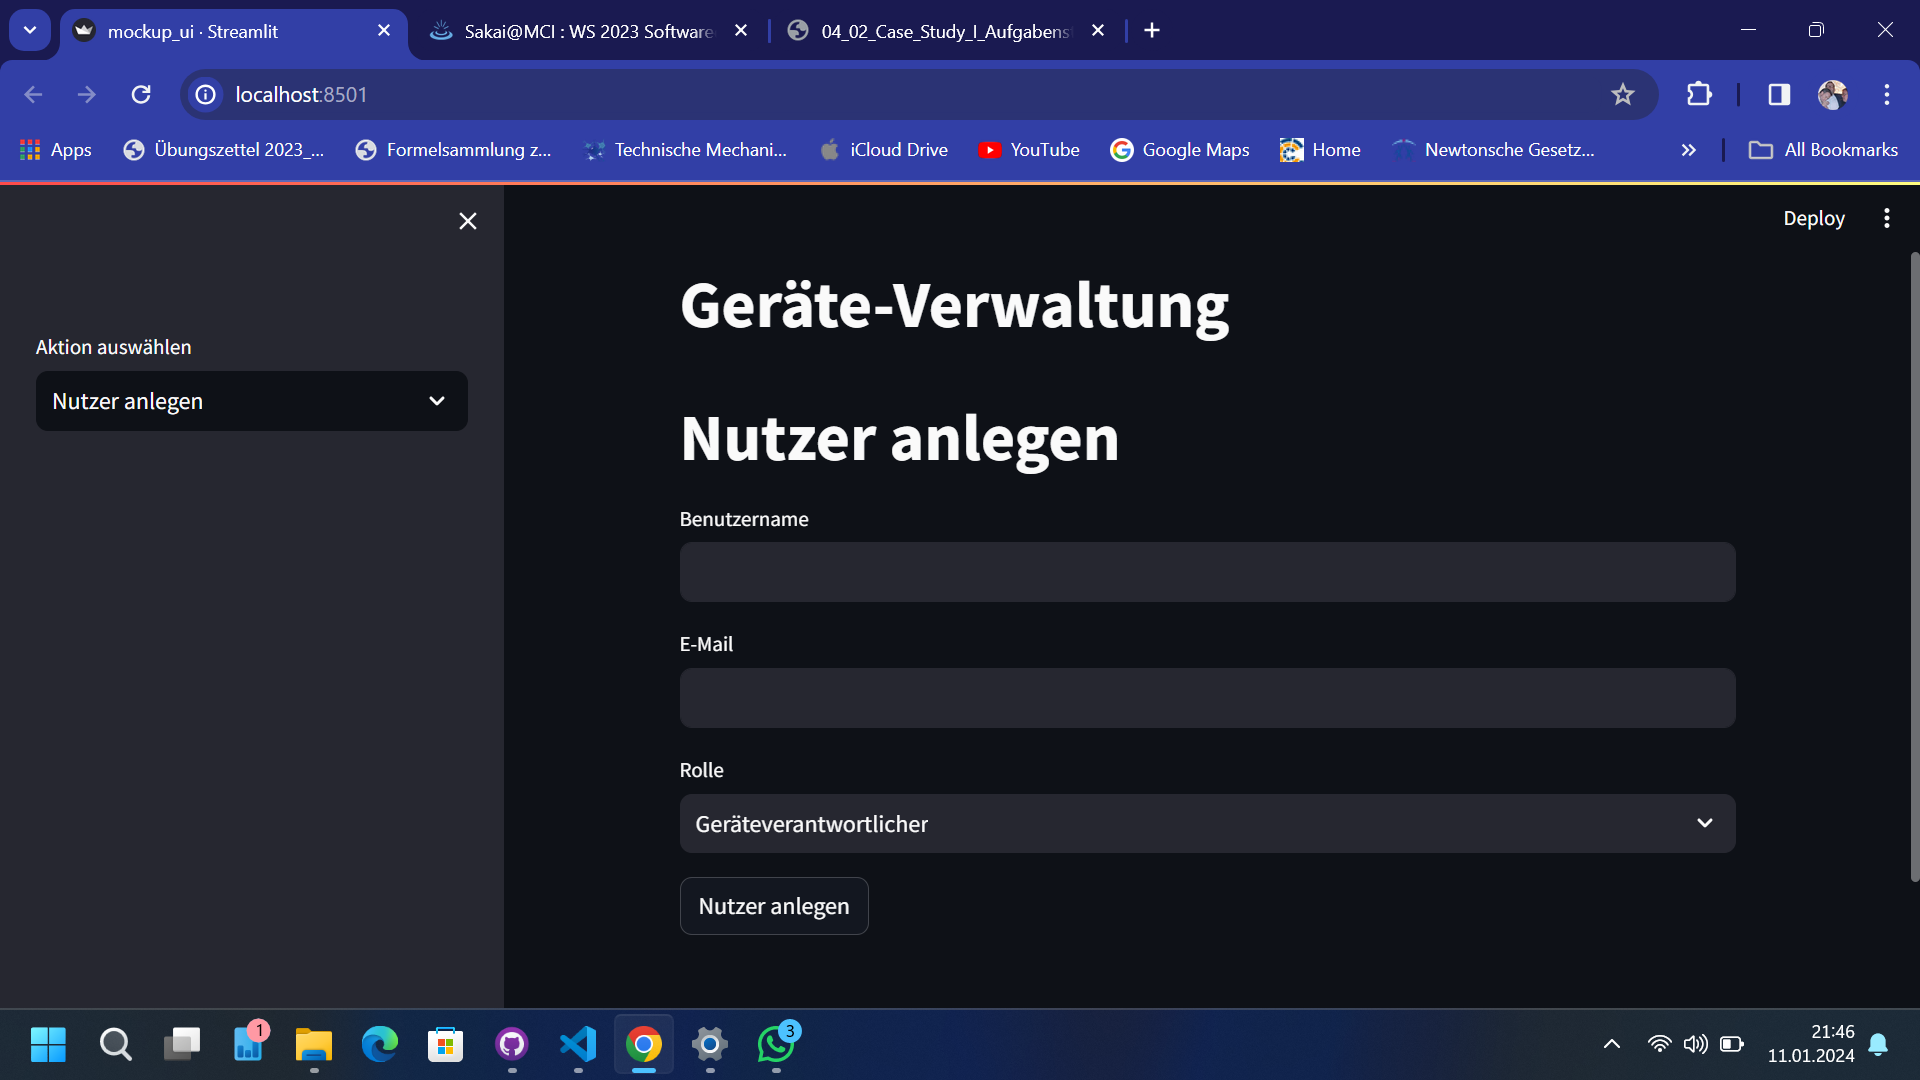 mockup_ui · Streamlit
Sakai@MCI : WS 2023 Software
04_02_Case_Study_I_Aufgabenst
localhost:8501
Apps
Übungszettel 2023_...
Formelsammlung z...
Technische Mechani...
iCloud Drive
YouTube
Google Maps
Home
Newtonsche Gesetz...
All Bookmarks
Deploy
Aktion auswählen
Nutzer anlegen
Geräte-Verwaltung
Nutzer anlegen
Benutzername
E-Mail
Rolle
Geräteverantwortlicher
Nutzer anlegen
1
3
21:46
11.01.2024